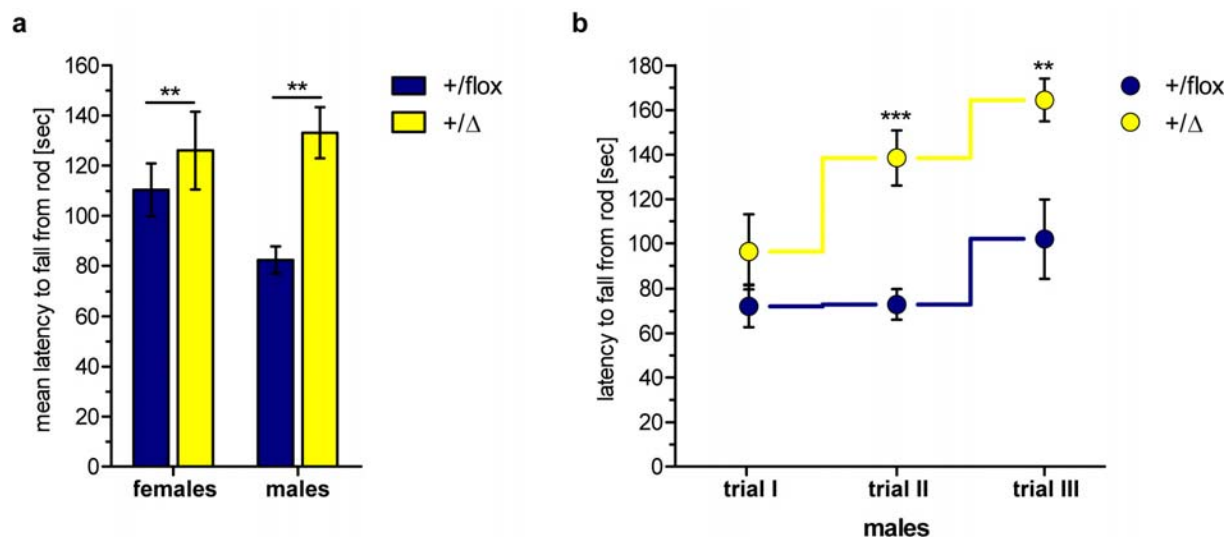 a
mean latency to fall from rod [sec]
160
140
120
100
80
60
40
20
0
**
**
females
males
+/flox
+/Δ
b
latency to fall from rod [sec]
180
160
140
120
100
80
60
40
20
0
***
**
trial I
trial II
trial III
males
+/flox
+/Δ